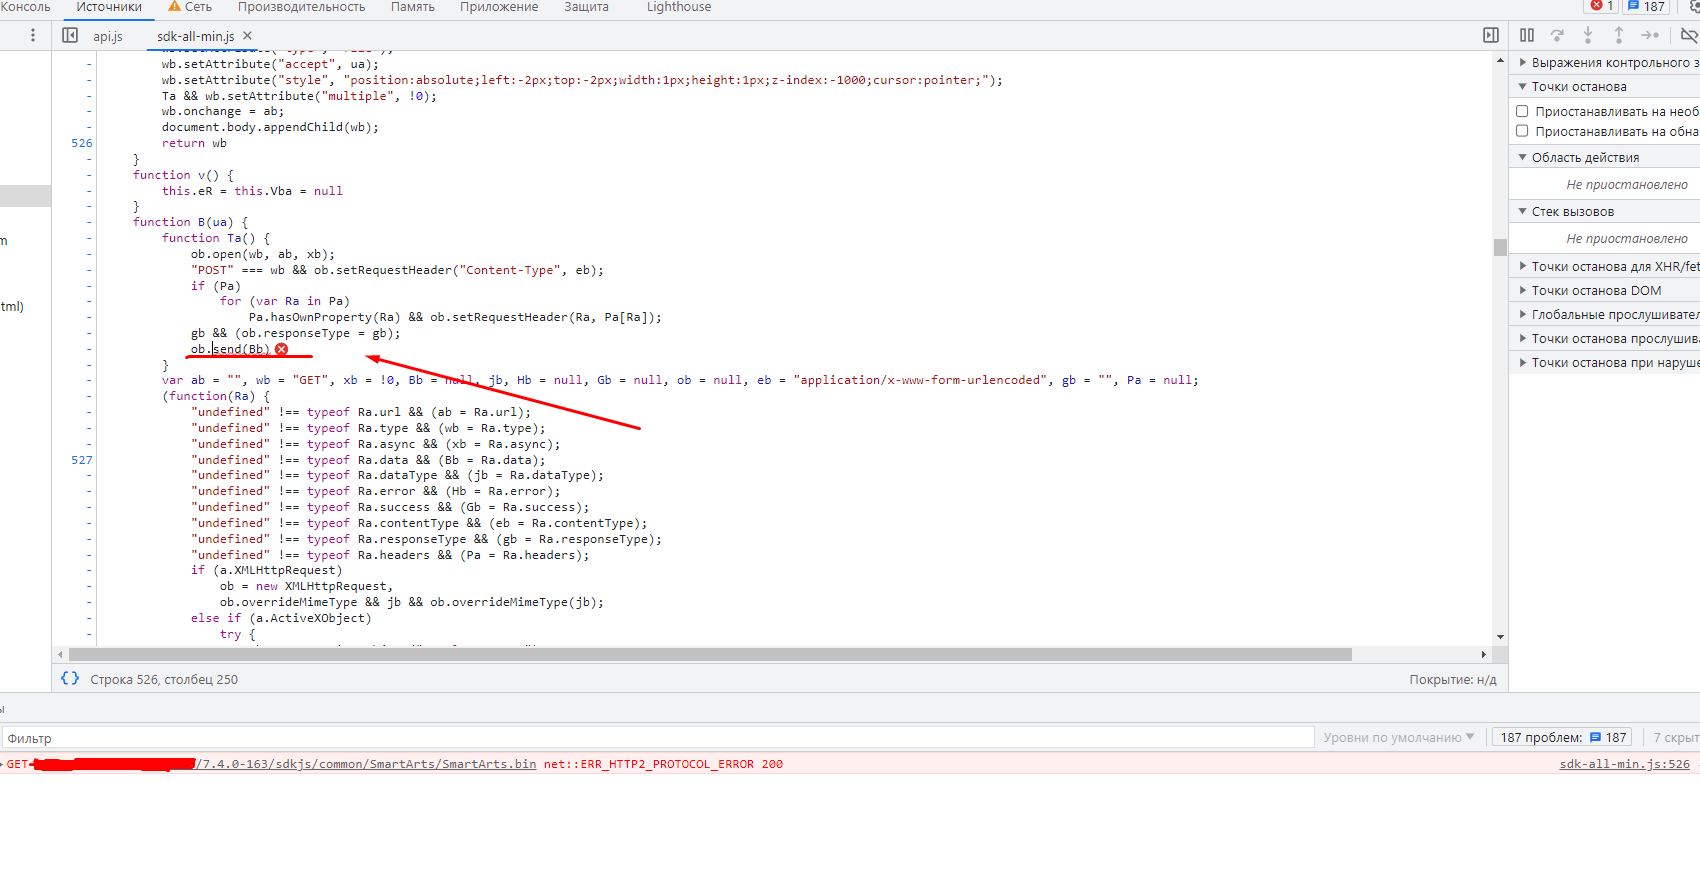 Консоль Источники Сеть Производительность Память Приложение Защита Lighthouse 1 187
api.js sdk-all-min.js
wb.setAttribute("accept", ua);
wb.setAttribute("style", "position:absolute;left:-2px;top:-2px;width:1px;height:1px;z-index:-1000;cursor:pointer;");
Ta && wb.setAttribute("multiple", !0);
wb.onchange = ab;
document.body.appendChild(wb);
526 return wb
}
function v() {
this.eR = this.Vba = null
}
function B(ua) {
function Ta() {
ob.open(wb, ab, xb);
"POST" === wb && ob.setRequestHeader("Content-Type", eb);
if (Pa)
for (var Ra in Pa)
Pa.hasOwnProperty(Ra) && ob.setRequestHeader(Ra, Pa[Ra]);
gb && (ob.responseType = gb);
ob.send(Bb)
}
var ab = "", wb = "GET", xb = !0, Bb = null, jb, Hb = null, Gb = null, ob = null, eb = "application/x-www-form-urlencoded", gb = "", Pa = null;
(function(Ra) {
"undefined" !== typeof Ra.url && (ab = Ra.url);
"undefined" !== typeof Ra.type && (wb = Ra.type);
"undefined" !== typeof Ra.async && (xb = Ra.async);
527 "undefined" !== typeof Ra.data && (Bb = Ra.data);
"undefined" !== typeof Ra.dataType && (jb = Ra.dataType);
"undefined" !== typeof Ra.error && (Hb = Ra.error);
"undefined" !== typeof Ra.success && (Gb = Ra.success);
"undefined" !== typeof Ra.contentType && (eb = Ra.contentType);
"undefined" !== typeof Ra.responseType && (gb = Ra.responseType);
"undefined" !== typeof Ra.headers && (Pa = Ra.headers);
if (a.XMLHttpRequest)
ob = new XMLHttpRequest,
ob.overrideMimeType && jb && ob.overrideMimeType(jb);
else if (a.ActiveXObject)
try {
m
tml)
{} Строка 526, столбец 250 Покрытие: н/д
Выражения контрольного з
Точки останова
Приостанавливать на необ
Приостанавливать на обна
Область действия
Не приостановлено
Стек вызовов
Не приостановлено
Точки останова для XHR/fet
Точки останова DOM
Глобальные прослушивател
Точки останова прослушива
Точки останова при наруше
ы
Фильтр Уровни по умолчанию 187 проблем: 187 7 скрыт
GET /7.4.0-163/sdkjs/common/SmartArts/SmartArts.bin net::ERR_HTTP2_PROTOCOL_ERROR 200 sdk-all-min.js:526